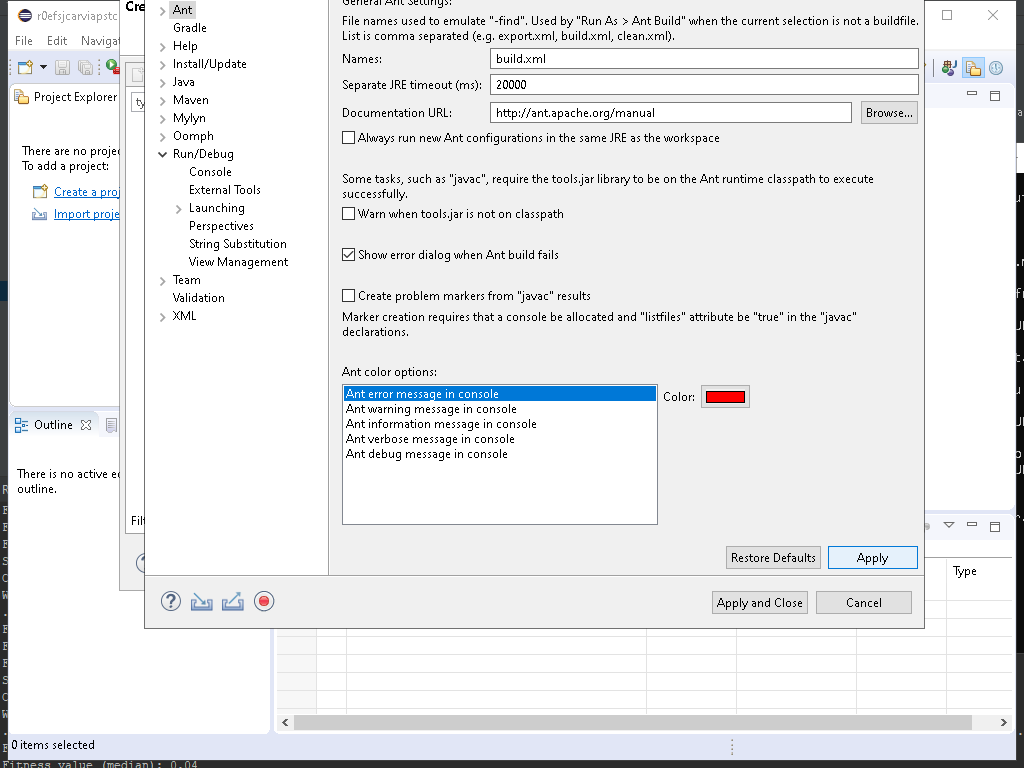 r0efsjcarviapstc
File
Edit
Naviga
Project Explorer
There are no projec
To add a project:
Create a proj
Import proje
Outline
There is no active e
outline.
0 items selected
Fitness value (median): 0.04
Cre
ty
Filt
Ant
Gradle
Help
Install/Update
Java
Maven
Mylyn
Oomph
Run/Debug
Console
External Tools
Launching
Perspectives
String Substitution
View Management
Team
Validation
XML
General Ant Settings:
File names used to emulate "-find". Used by "Run As > Ant Build" when the current selection is not a buildfile.
List is comma separated (e.g. export.xml, build.xml, clean.xml).
Names:
build.xml
Separate JRE timeout (ms):
20000
Documentation URL:
http://ant.apache.org/manual
Browse...
Always run new Ant configurations in the same JRE as the workspace
Some tasks, such as "javac", require the tools.jar library to be on the Ant runtime classpath to execute
successfully.
Warn when tools.jar is not on classpath
Show error dialog when Ant build fails
Create problem markers from "javac" results
Marker creation requires that a console be allocated and "listfiles" attribute be "true" in the "javac"
declarations.
Ant color options:
Ant error message in console
Ant warning message in console
Ant information message in console
Ant verbose message in console
Ant debug message in console
Color:
Restore Defaults
Apply
Apply and Close
Cancel
Type